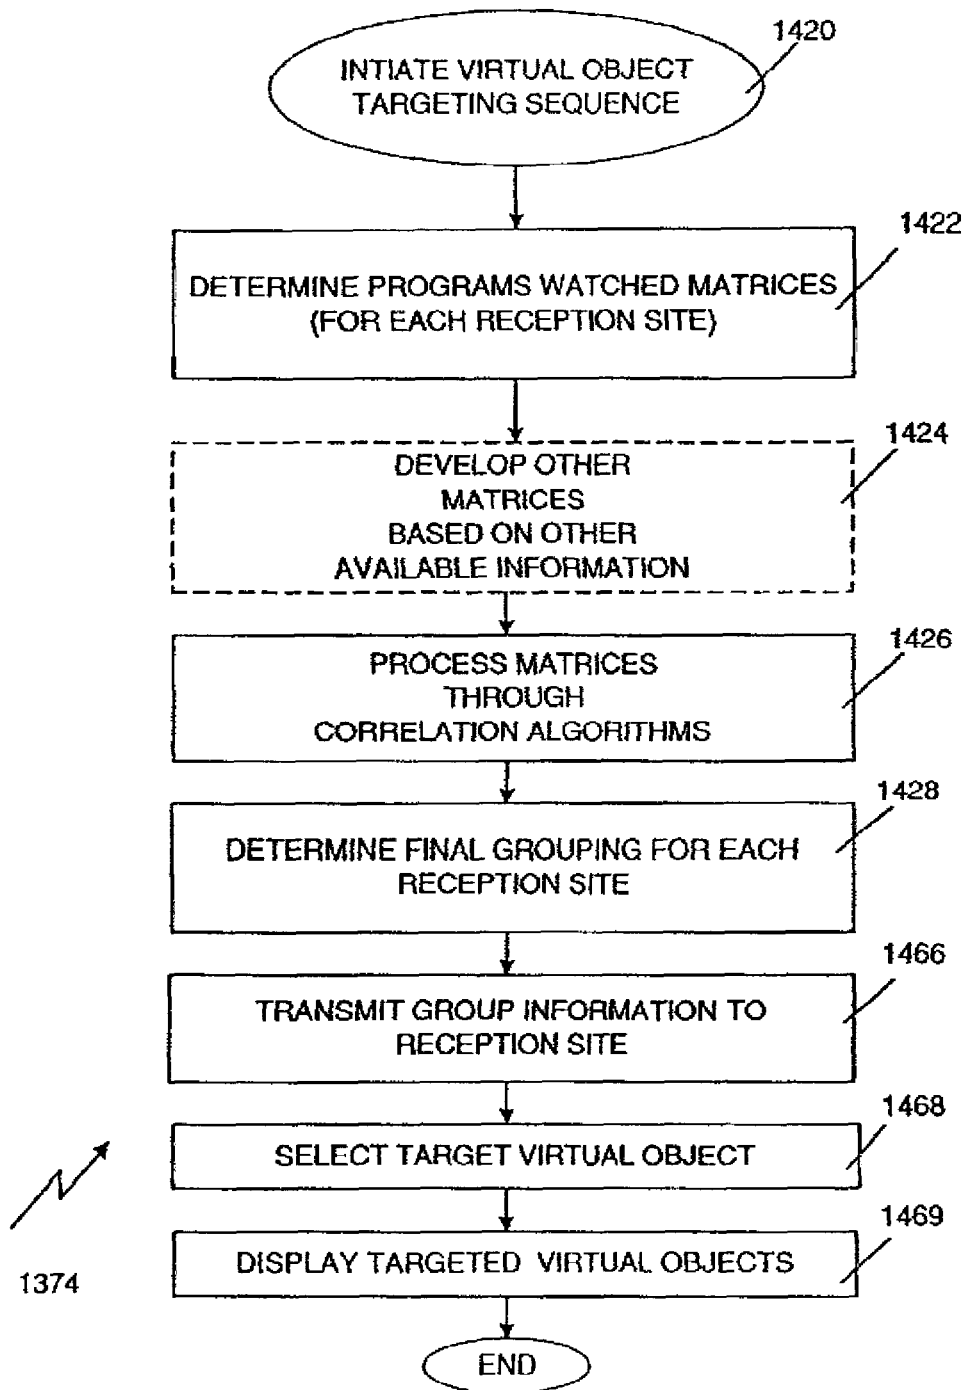 1420
INTIATE VIRTUAL OBJECT
TARGETING SEQUENCE
1422
DETERMINE PROGRAMS WATCHED MATRICES
(FOR EACH RECEPTION SITE)
1424
DEVELOP OTHER
MATRICES
BASED ON OTHER
AVAILABLE INFORMATION
1426
PROCESS MATRICES
THROUGH
CORRELATION ALGORITHMS
1428
DETERMINE FINAL GROUPING FOR EACH
RECEPTION SITE
1466
TRANSMIT GROUP INFORMATION TO
RECEPTION SITE
1468
SELECT TARGET VIRTUAL OBJECT
1469
DISPLAY TARGETED VIRTUAL OBJECTS
1374
END